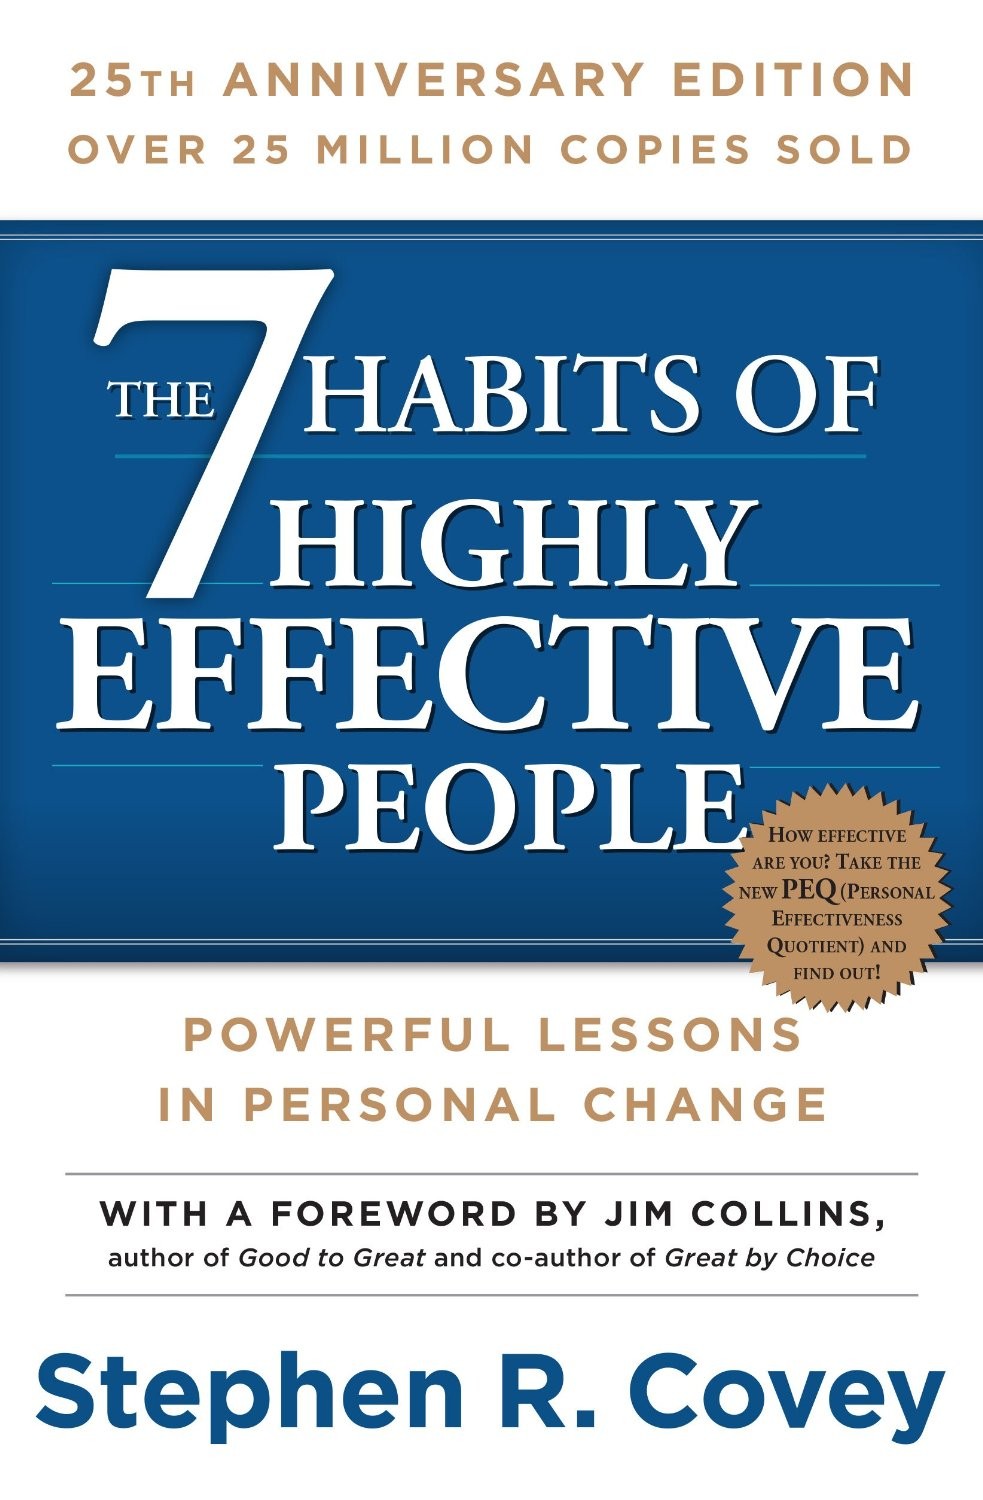 25TH ANNIVERSARY EDITION
OVER 25 MILLION COPIES SOLD
THE 7 HABITS OF
HIGHLY
EFFECTIVE
PEOPLE
HOW EFFECTIVE
ARE YOU? TAKE THE
NEW PEQ (PERSONAL
EFFECTIVENESS
QUOTIENT) AND
FIND OUT!
POWERFUL LESSONS
IN PERSONAL CHANGE
WITH A FOREWORD BY JIM COLLINS,
author of Good to Great and co-author of Great by Choice
Stephen R. Covey